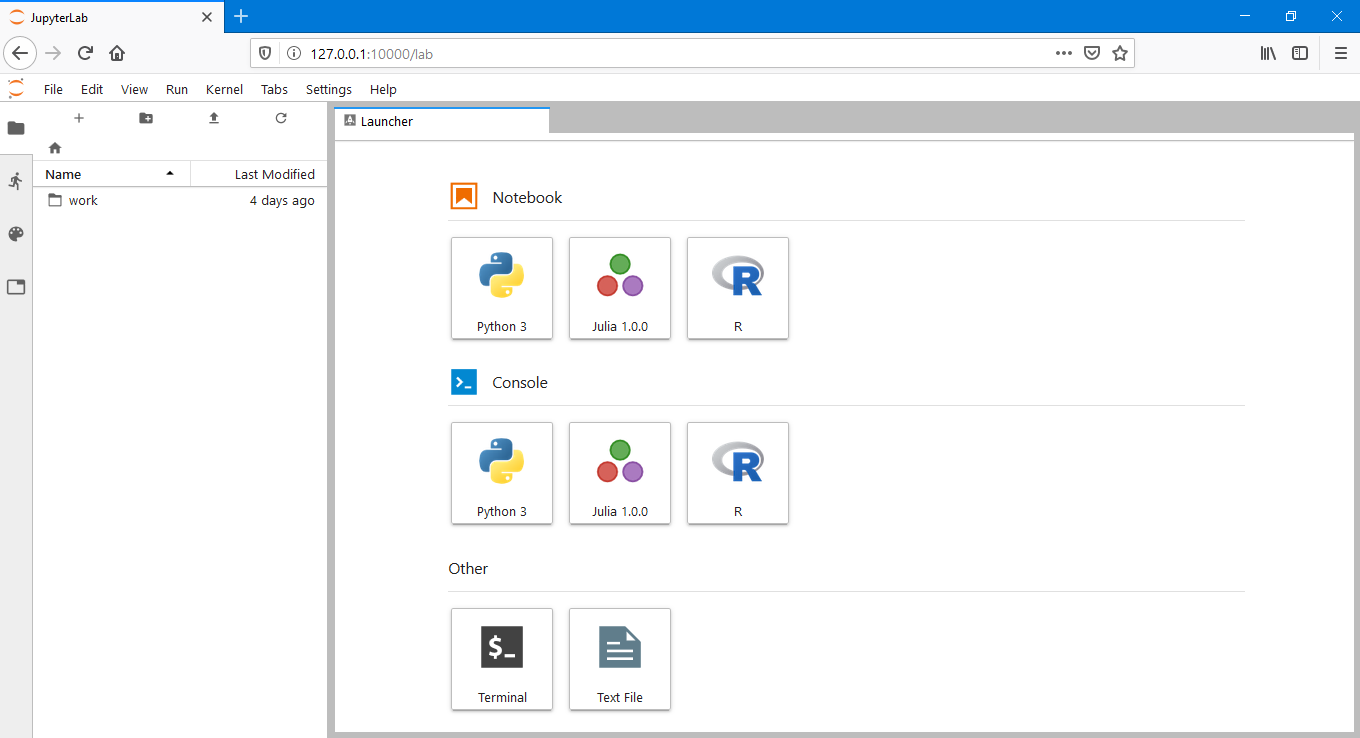 JupyterLab
127.0.0.1:10000/lab
File Edit View Run Kernel Tabs Settings Help
Launcher
Name Last Modified
work 4 days ago
Notebook
Python 3 Julia 1.0.0 R
Console
Python 3 Julia 1.0.0 R
Other
$_
Terminal Text File